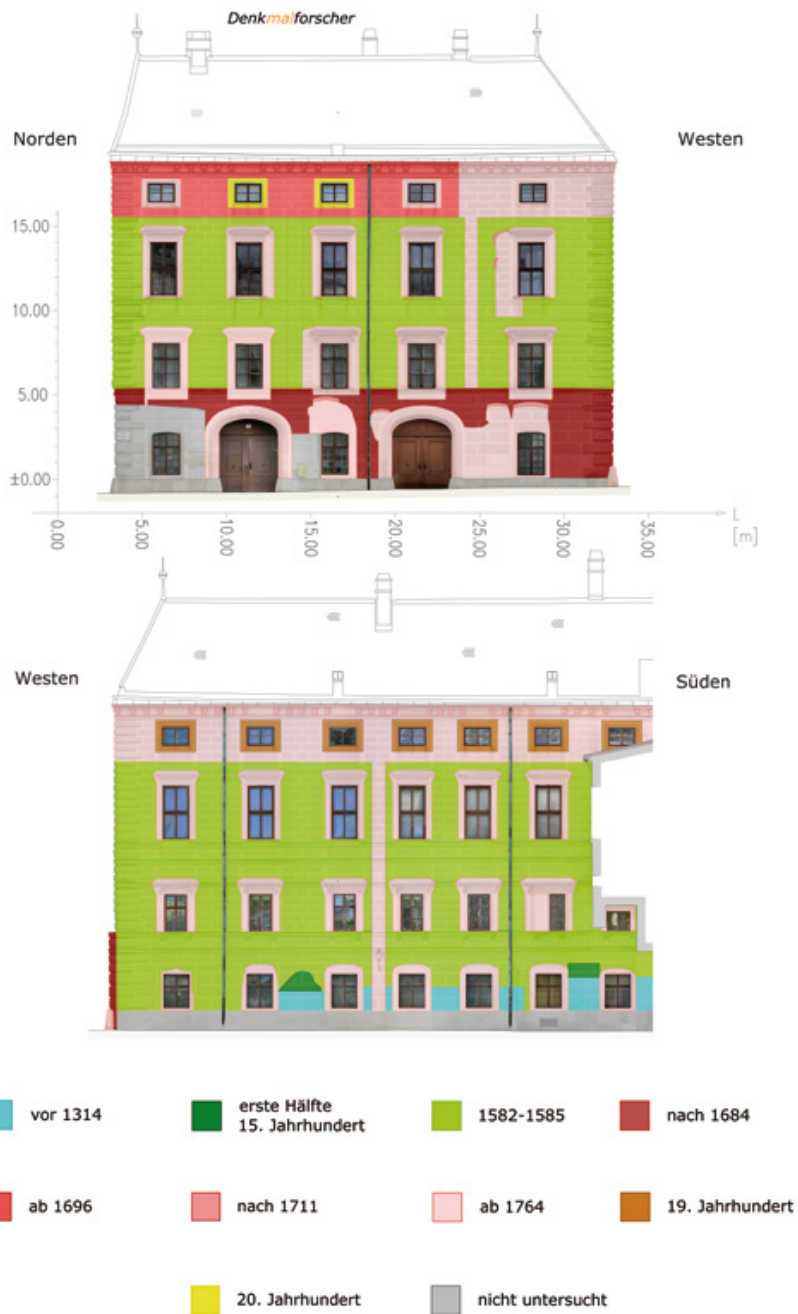 Denkmalforscher
Norden
Westen
15.00
10.00
5.00
±0.00
0.00
5.00
10.00
15.00
20.00
25.00
30.00
35.00
L
[m]
Westen
Süden
vor 1314
erste Hälfte
15. Jahrhundert
1582-1585
nach 1684
ab 1696
nach 1711
ab 1764
19. Jahrhundert
20. Jahrhundert
nicht untersucht